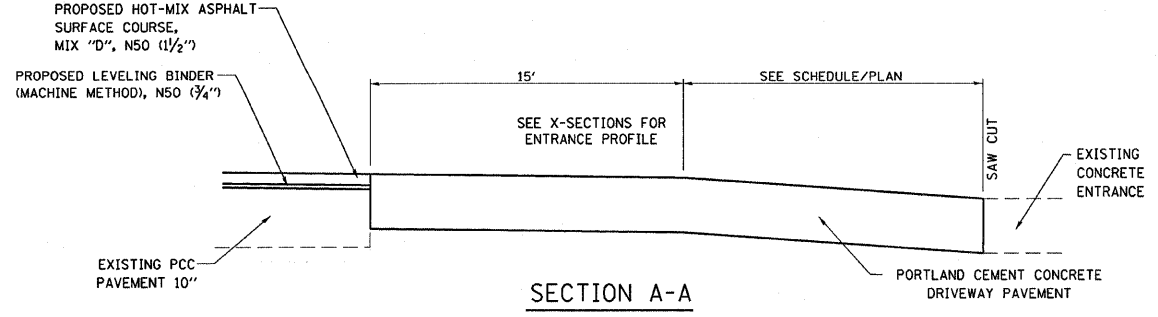 PROPOSED HOT-MIX ASPHALT
SURFACE COURSE,
MIX "D", N50 (1½")
PROPOSED LEVELING BINDER
(MACHINE METHOD), N50 (¾")
15'
SEE SCHEDULE/PLAN
SEE X-SECTIONS FOR
ENTRANCE PROFILE
SAW CUT
EXISTING
CONCRETE
ENTRANCE
EXISTING PCC
PAVEMENT 10"
PORTLAND CEMENT CONCRETE
DRIVEWAY PAVEMENT
SECTION A-A